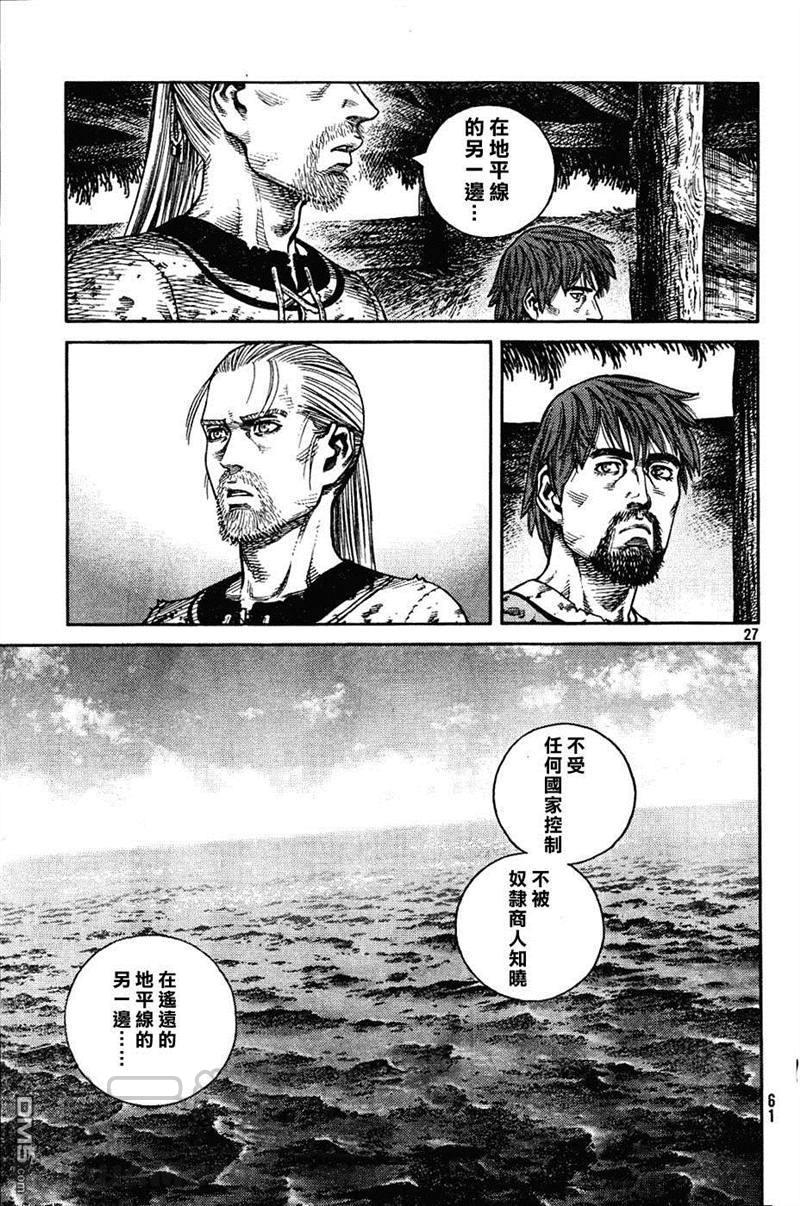 在地平線
的另一邊…
27
不受
任何國家控制
不被
奴隸商人知曉
在遙遠的
地平線的
另一邊……
61
DM5
.com